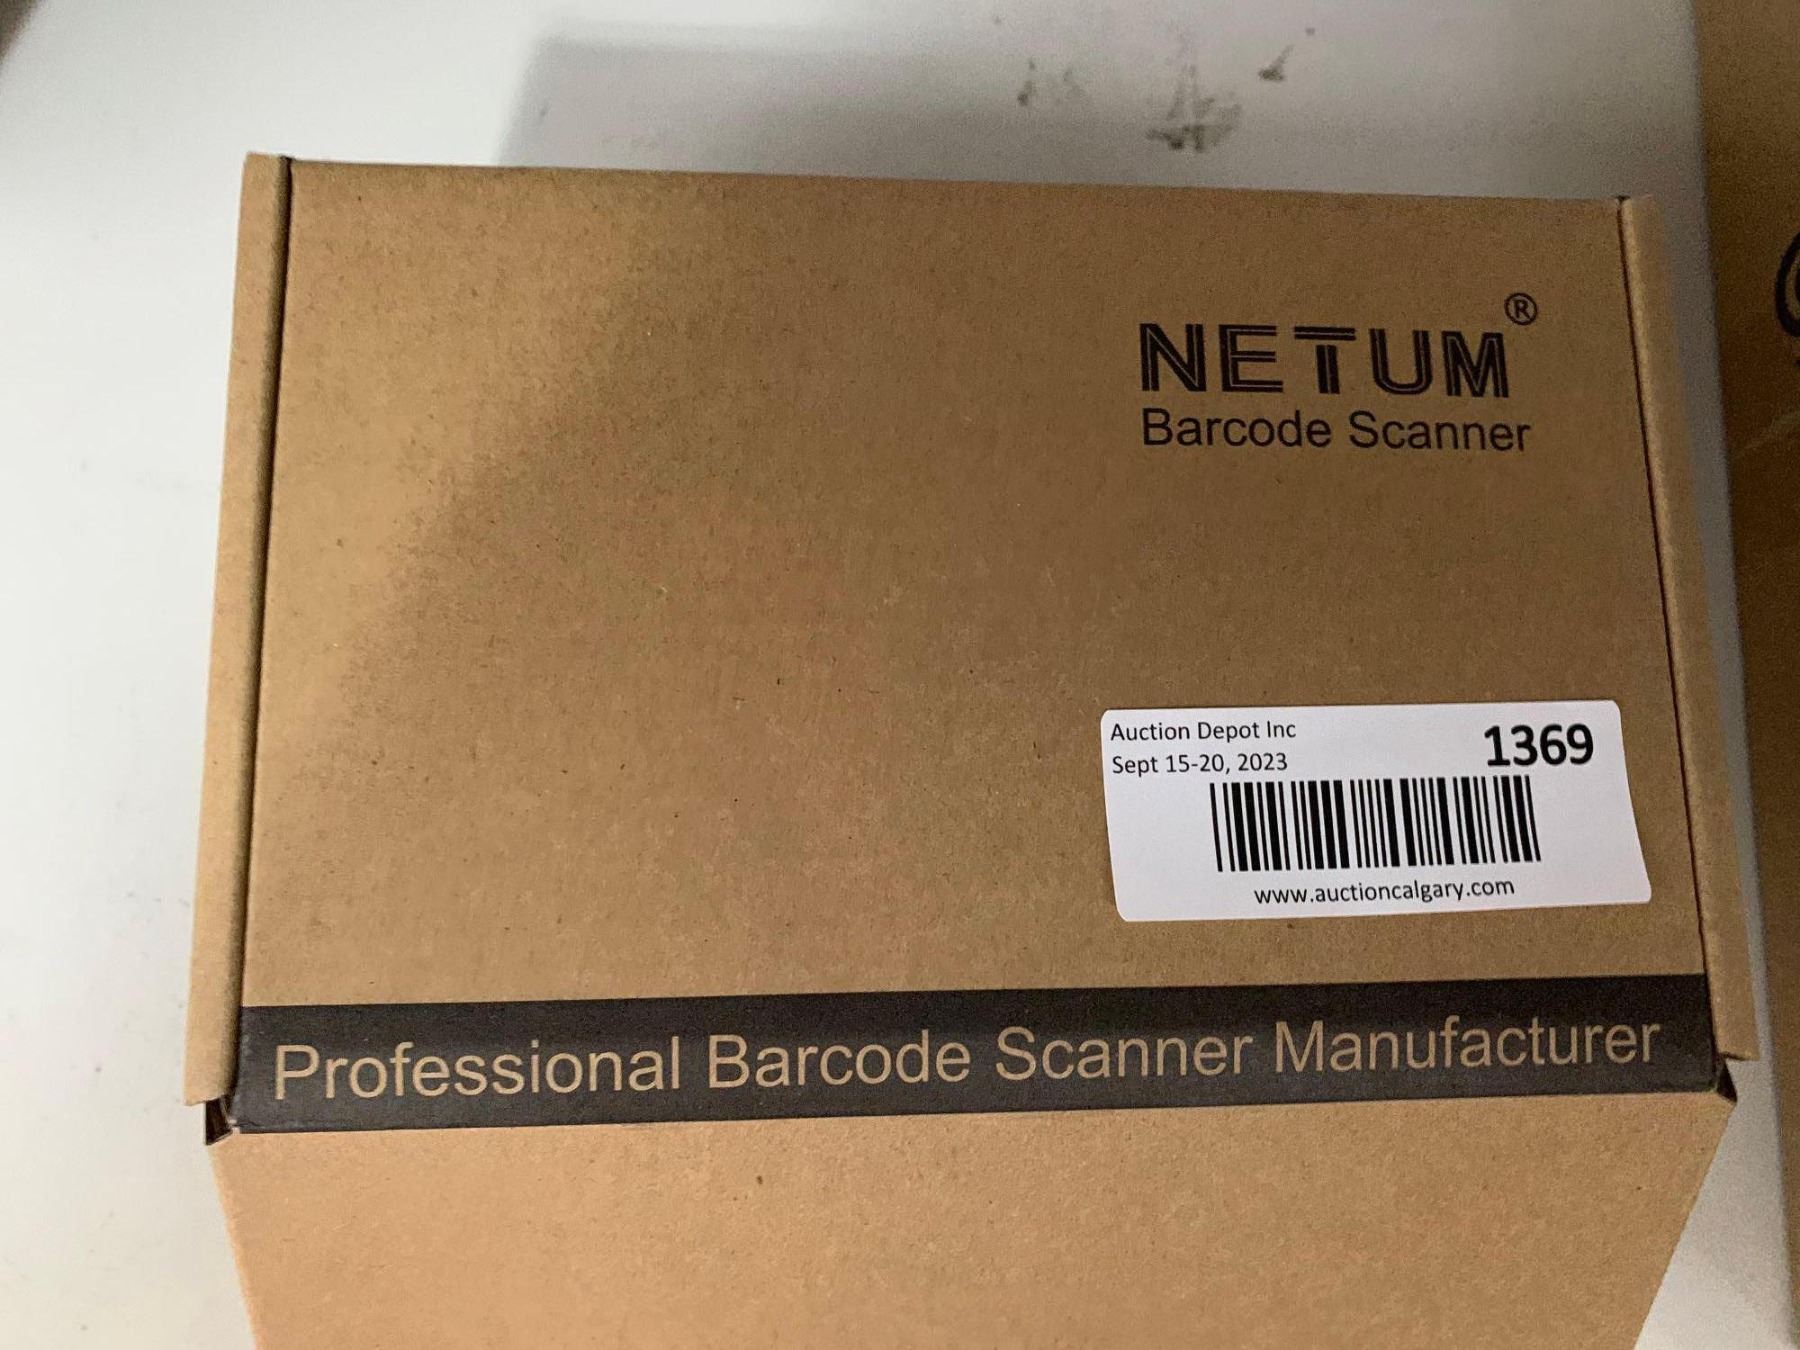 NETUM®
Barcode Scanner
Auction Depot Inc
1369
Sept 15-20, 2023
www.auctioncalgary.com
Professional Barcode Scanner Manufacturer